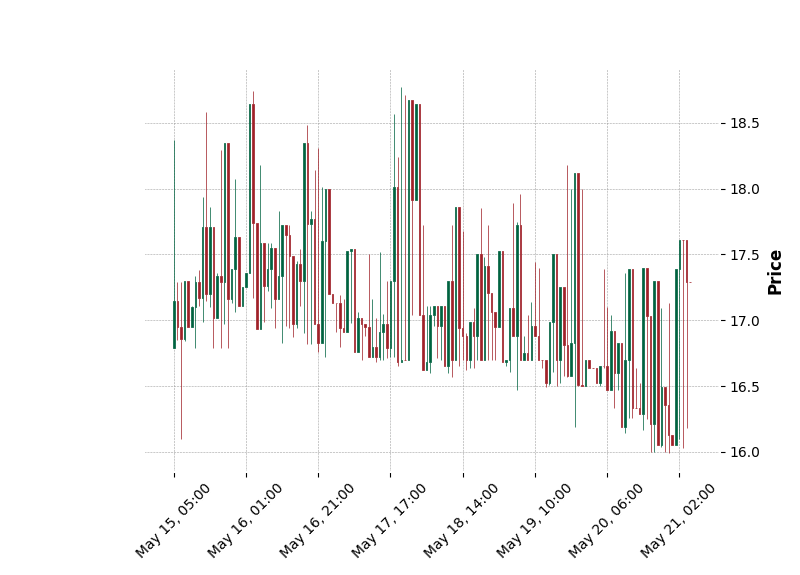 18.5
18.0
17.5
17.0
16.5
16.0
Price
May 15, 05:00
May 16, 01:00
May 16, 21:00
May 17, 17:00
May 18, 14:00
May 19, 10:00
May 20, 06:00
May 21, 02:00